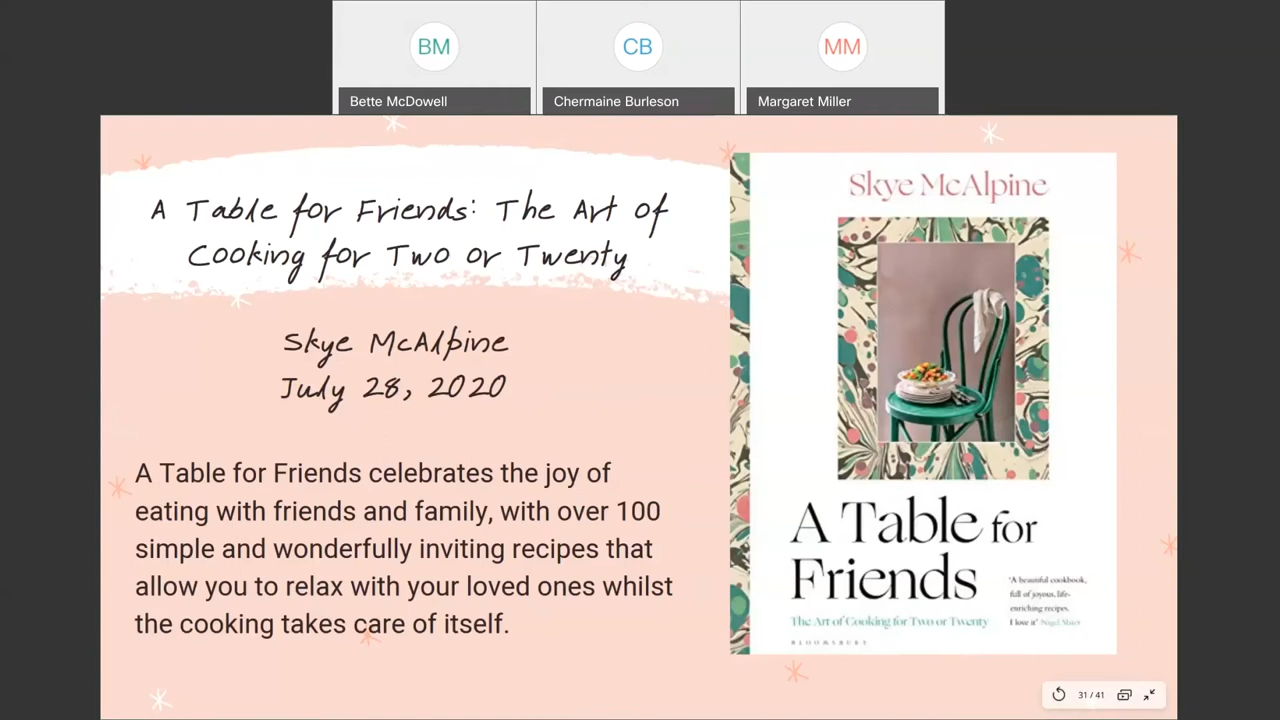 BM
CB
MM
Bette McDowell
Chermaine Burleson
Margaret Miller
A Table for Friends: The Art of
Cooking for Two or Twenty
Skye McAlpine
July 28, 2020
A Table for Friends celebrates the joy of
eating with friends and family, with over 100
simple and wonderfully inviting recipes that
allow you to relax with your loved ones whilst
the cooking takes care of itself.
Skye McAlpine
A Table for
Friends
'A beautiful cookbook,
full of joyous, life-
enriching recipes.
I love it' Nigel Slater
The Art of Cooking for Two or Twenty
BLOOMSBURY
31 / 41